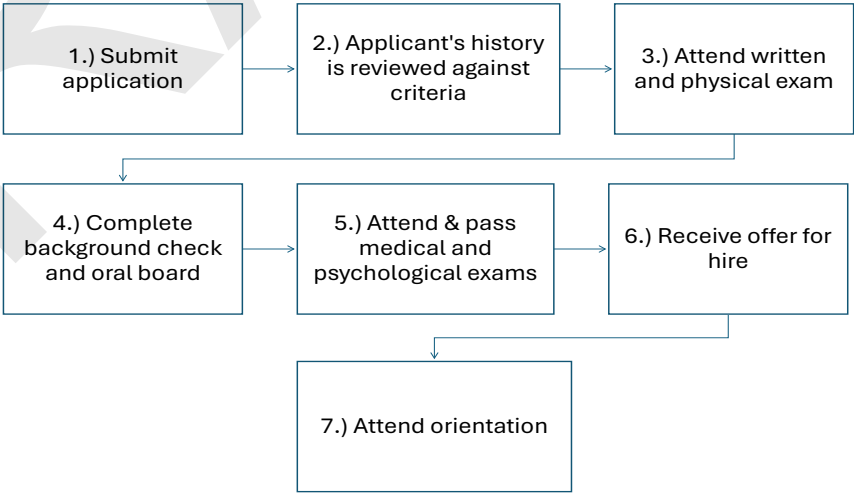 1.) Submit
application
2.) Applicant's history
is reviewed against
criteria
3.) Attend written
and physical exam
4.) Complete
background check
and oral board
5.) Attend & pass
medical and
psychological exams
6.) Receive offer for
hire
7.) Attend orientation